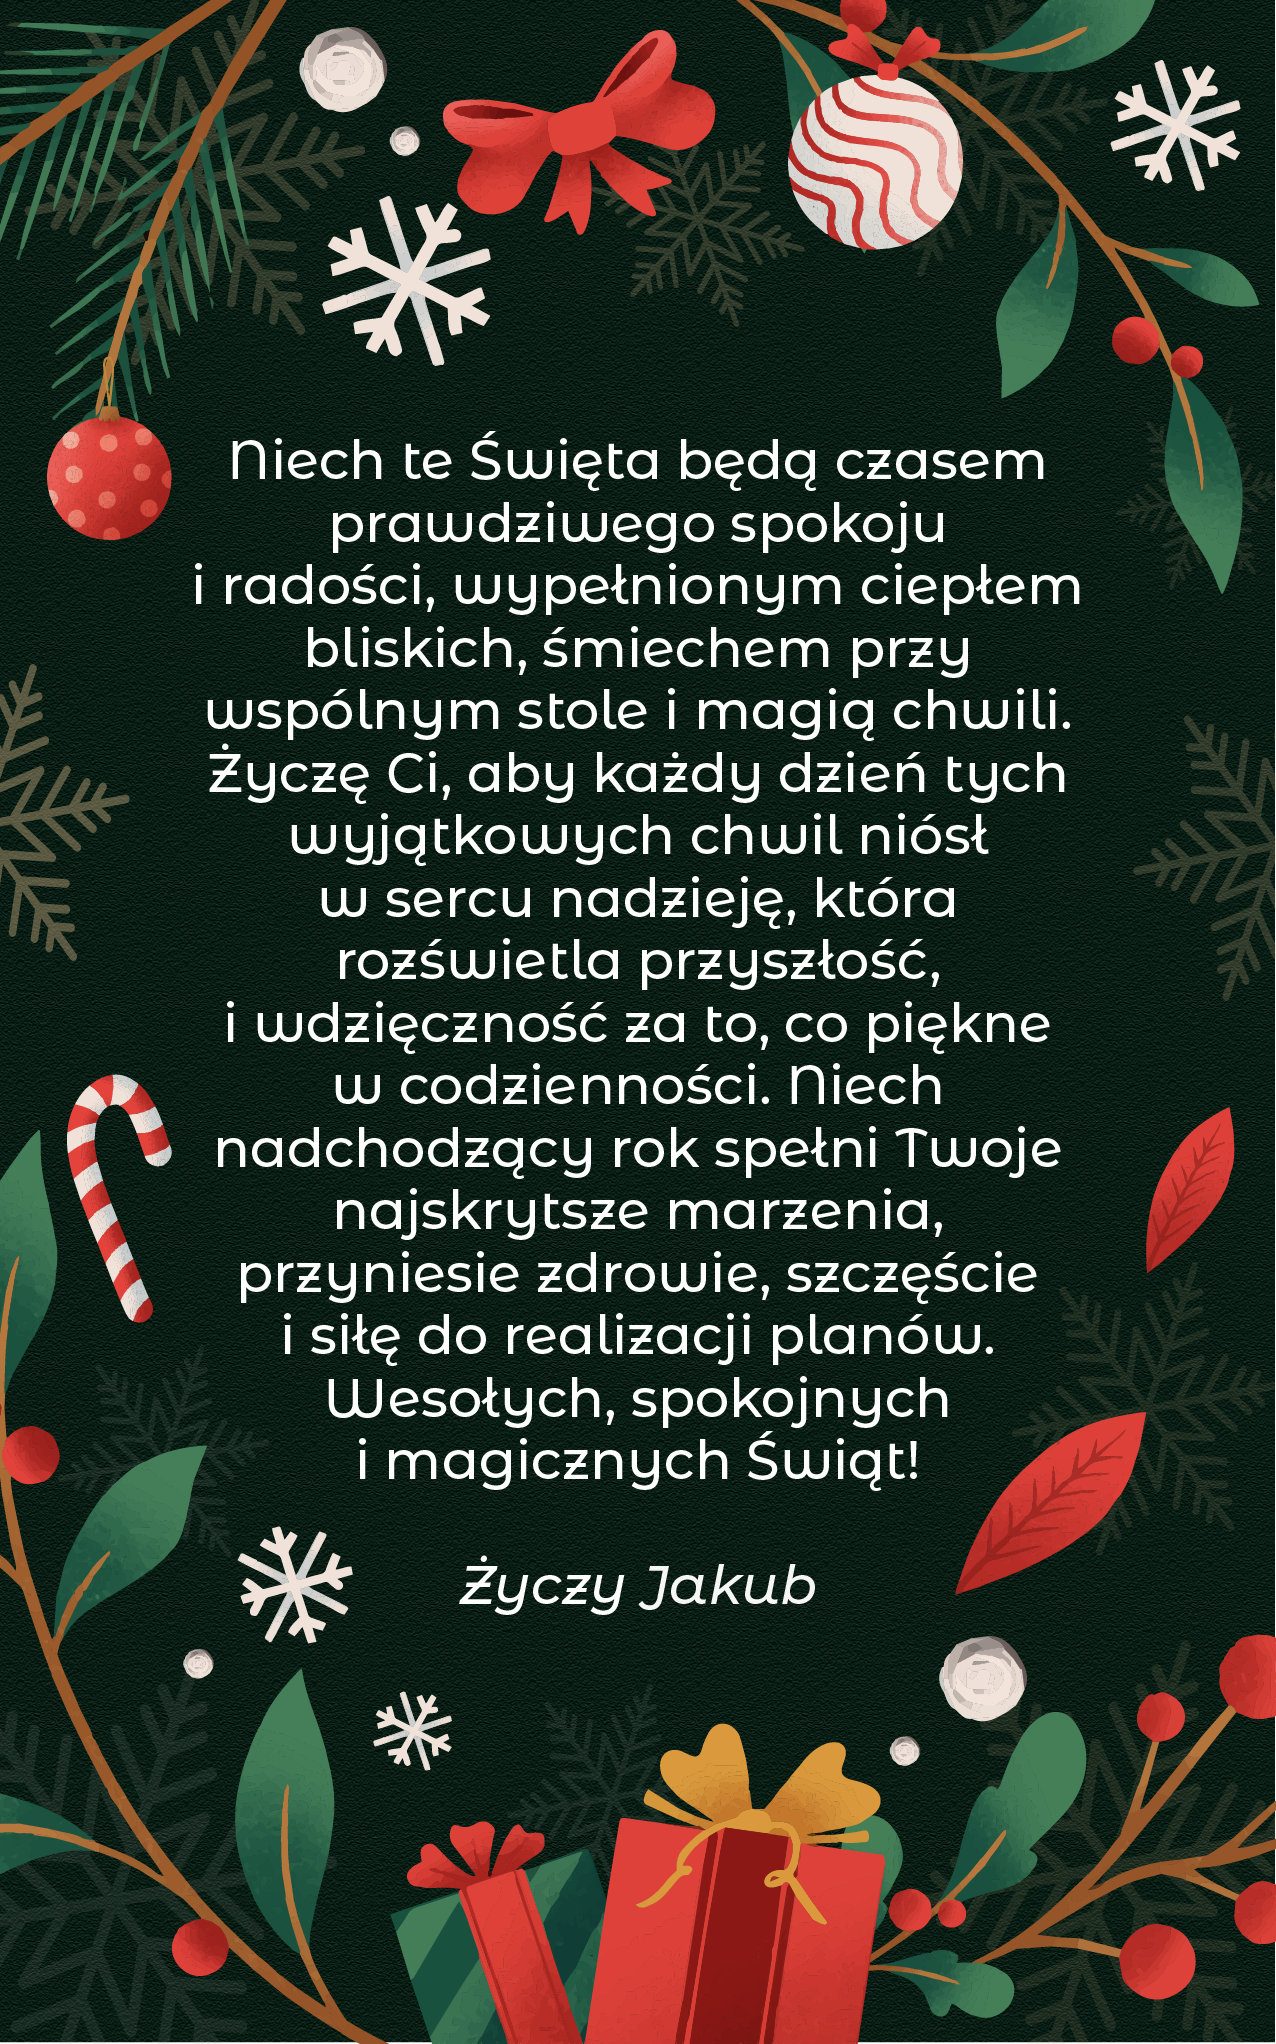 Niech te Święta będą czasem
prawdziwego spokoju
i radości, wypełnionym ciepłem
bliskich, śmiechem przy
wspólnym stole i magią chwili.
Życzę Ci, aby każdy dzień tych
wyjątkowych chwil niósł
w sercu nadzieję, która
rozświetla przyszłość,
i wdzięczność za to, co piękne
w codzienności. Niech
nadchodzący rok spełni Twoje
najskrytsze marzenia,
przyniesie zdrowie, szczęście
i siłę do realizacji planów.
Wesołych, spokojnych
i magicznych Świąt!
Życzy Jakub